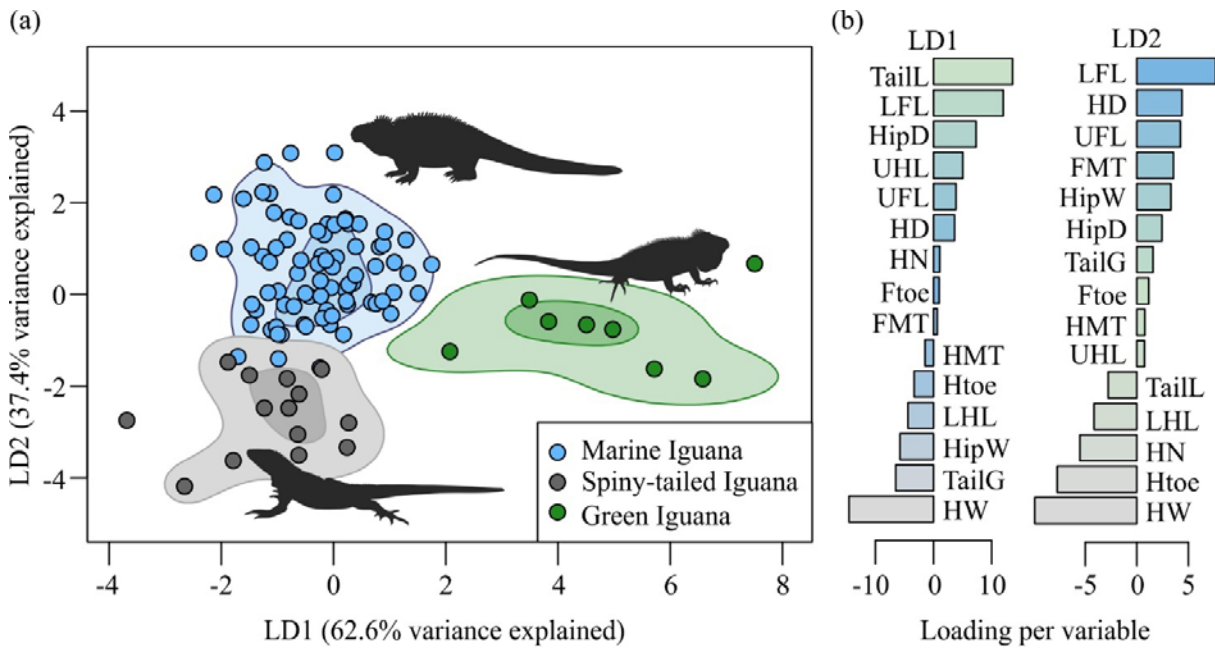 (a)
4
2
0
-2
-4
LD2 (37.4% variance explained)
Marine Iguana
Spiny-tailed Iguana
Green Iguana
-4 -2 0 2 4 6 8
LD1 (62.6% variance explained)
(b)
LD1
TailL
LFL
HipD
UHL
UFL
HD
HN
Ftoe
FMT
HMT
Htoe
LHL
HipW
TailG
HW
-10 0 10
LD2
LFL
HD
UFL
FMT
HipW
HipD
TailG
Ftoe
HMT
UHL
TailL
LHL
HN
Htoe
HW
-5 0 5
Loading per variable